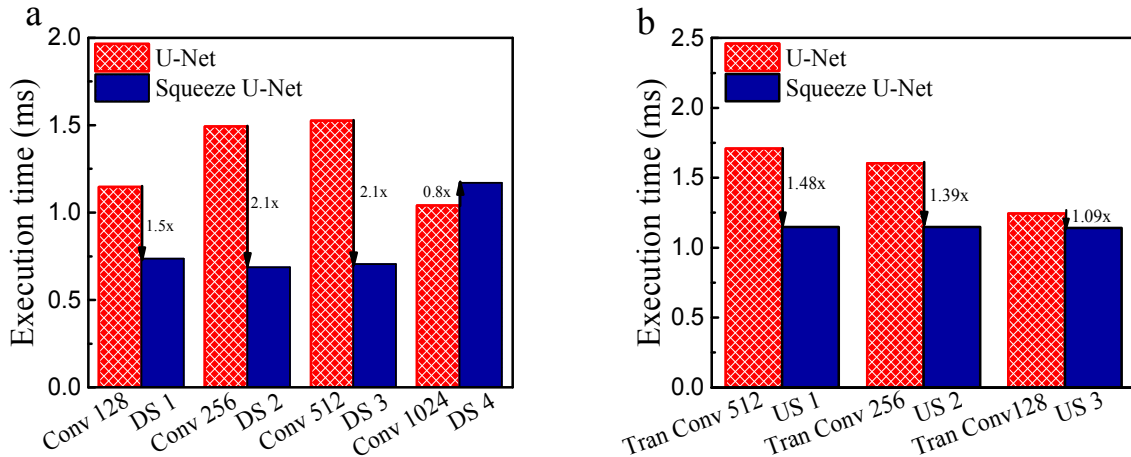 a
2.0
1.5
1.0
0.5
0.0
Execution time (ms)
U-Net
Squeeze U-Net
1.5x
2.1x
2.1x
0.8x
Conv 128
DS 1
Conv 256
DS 2
Conv 512
DS 3
Conv 1024
DS 4
b
2.5
2.0
1.5
1.0
0.5
0.0
Execution time (ms)
U-Net
Squeeze U-Net
1.48x
1.39x
1.09x
Tran Conv 512
US 1
Tran Conv 256
US 2
Tran Conv128
US 3